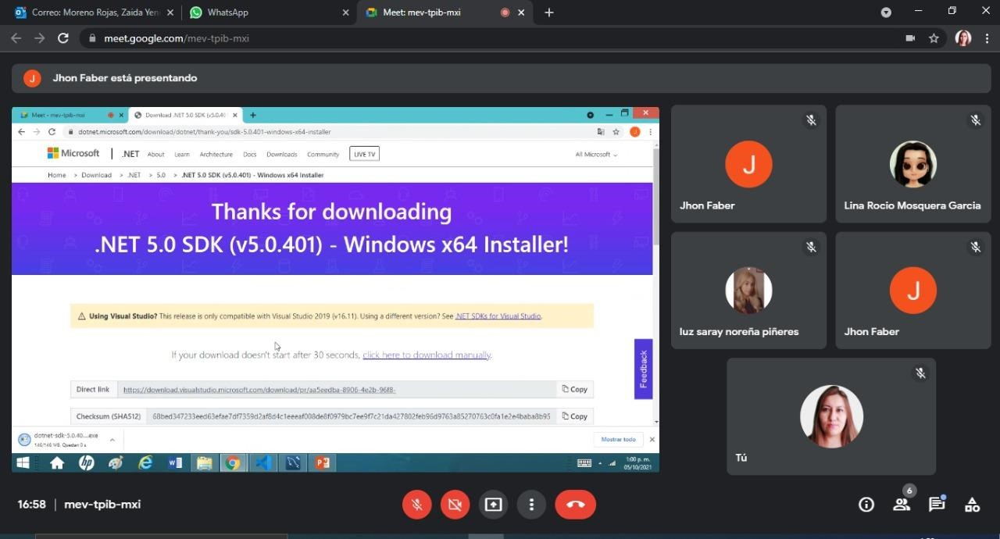 Correo: Moreno Rojas, Zaida Yen
WhatsApp
Meet: mev-tpib-mxi
meet.google.com/mev-tpib-mxi
J
Jhon Faber está presentando
Meet - mev-tpib-mxi
Download .NET 5.0 SDK (v5.0.40
dotnet.microsoft.com/download/dotnet/thank-you/sdk-5.0.401-windows-x64-installer
J
Microsoft
.NET
About
Learn
Architecture
Docs
Downloads
Community
LIVE TV
All Microsoft
Home > Download > .NET > 5.0 > .NET 5.0 SDK (v5.0.401) - Windows x64 Installer
Thanks for downloading
.NET 5.0 SDK (v5.0.401) - Windows x64 Installer!
Using Visual Studio? This release is only compatible with Visual Studio 2019 (v16.11). Using a different version? See .NET SDKs for Visual Studio.
If your download doesn't start after 30 seconds, click here to download manually.
Feedback
Direct link
https://download.visualstudio.microsoft.com/download/pr/aa5eedba-8906-4e2b-96f8-
Copy
Checksum (SHA512)
68bed347233eed63efae7df7359d2af8d4c1eeeaf008de8f0979bc7ee9f7c21da427802feb96d9763a85270763c0fa1e2e4baba8b95
Copy
dotnet-sdk-5.0.40....exe
146/146 MB, Quedan 0 s
Mostrar todo
1:00 p. m.
05/10/2021
J
Jhon Faber
Lina Rocio Mosquera Garcia
luz saray noreña piñeres
J
Jhon Faber
Tú
16:58 | mev-tpib-mxi
6